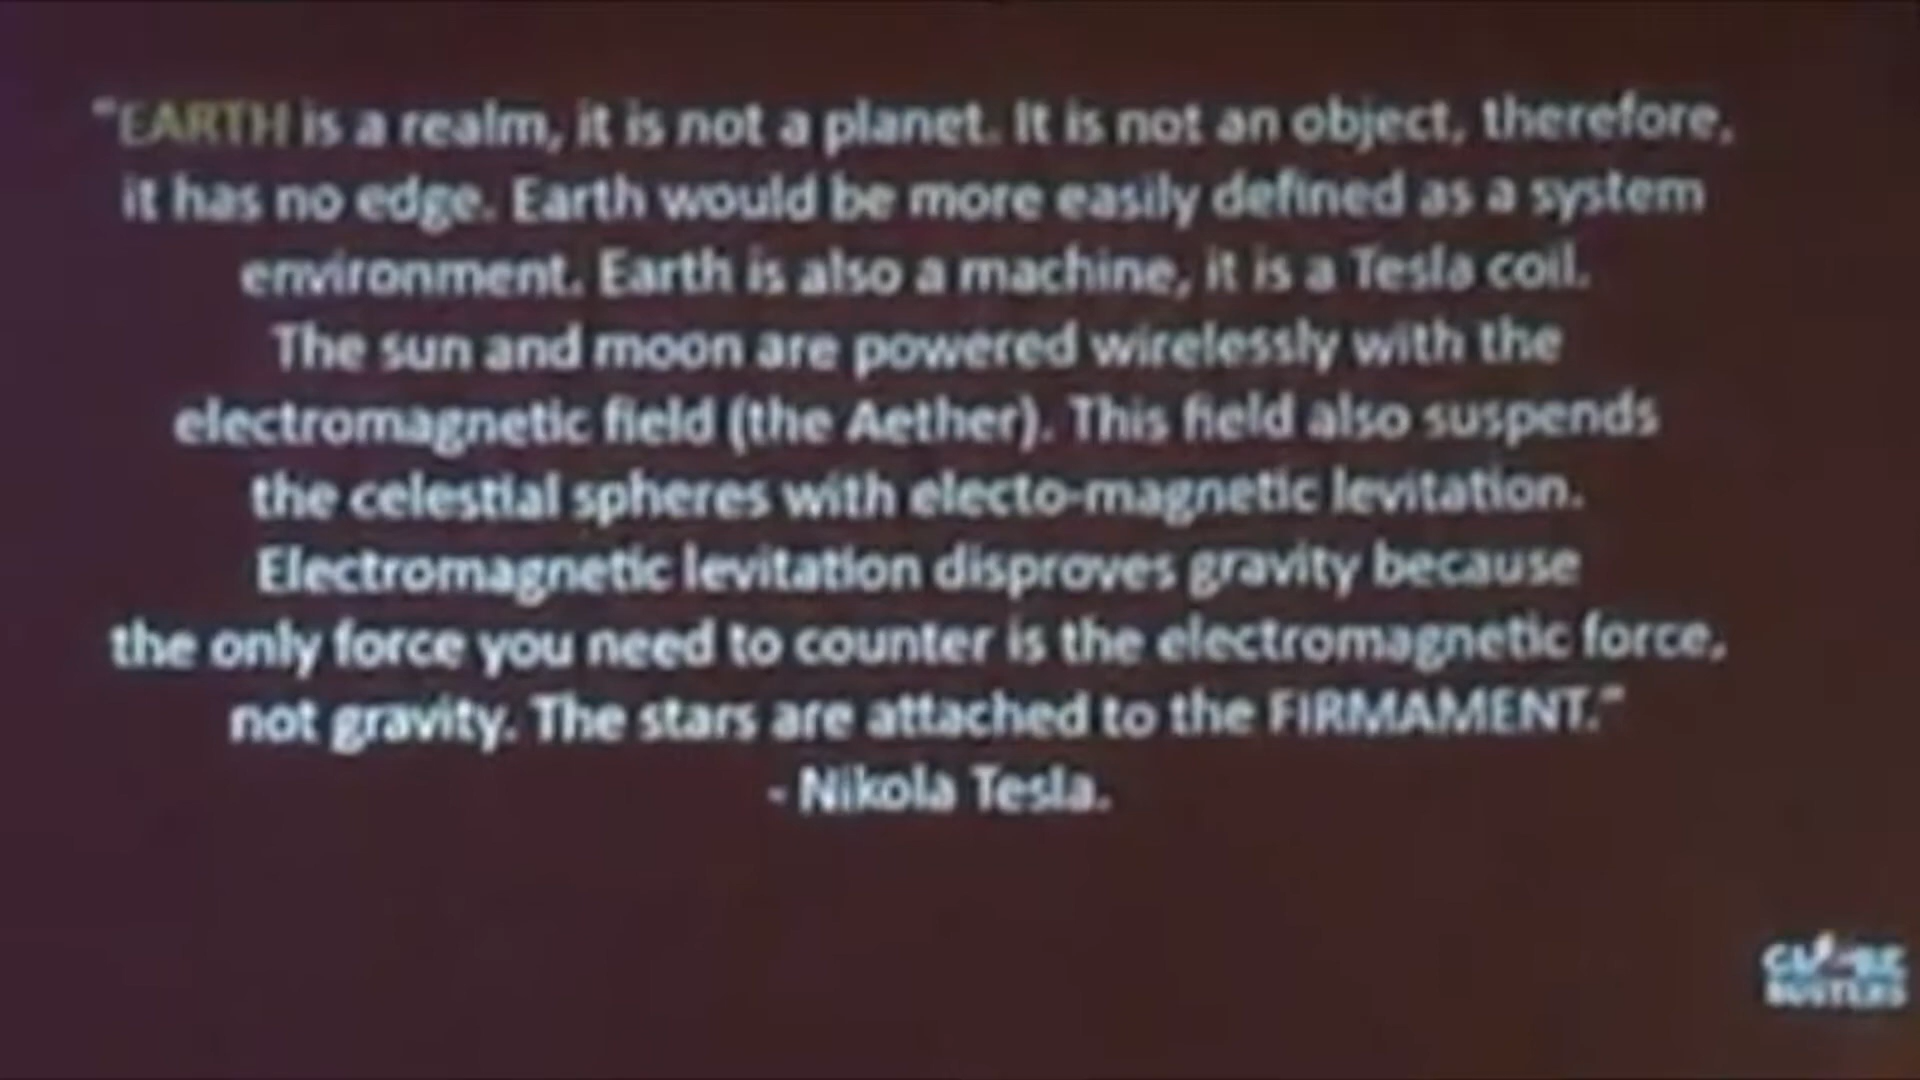 "EARTH is a realm, it is not a planet. It is not an object, therefore,
it has no edge. Earth would be more easily defined as a system
environment. Earth is also a machine, it is a Tesla coil.
The sun and moon are powered wirelessly with the
electromagnetic field (the Aether). This field also suspends
the celestial spheres with electo-magnetic levitation.
Electromagnetic levitation disproves gravity because
the only force you need to counter is the electromagnetic force,
not gravity. The stars are attached to the FIRMAMENT."
- Nikola Tesla.
GLOBE
BUSTERS